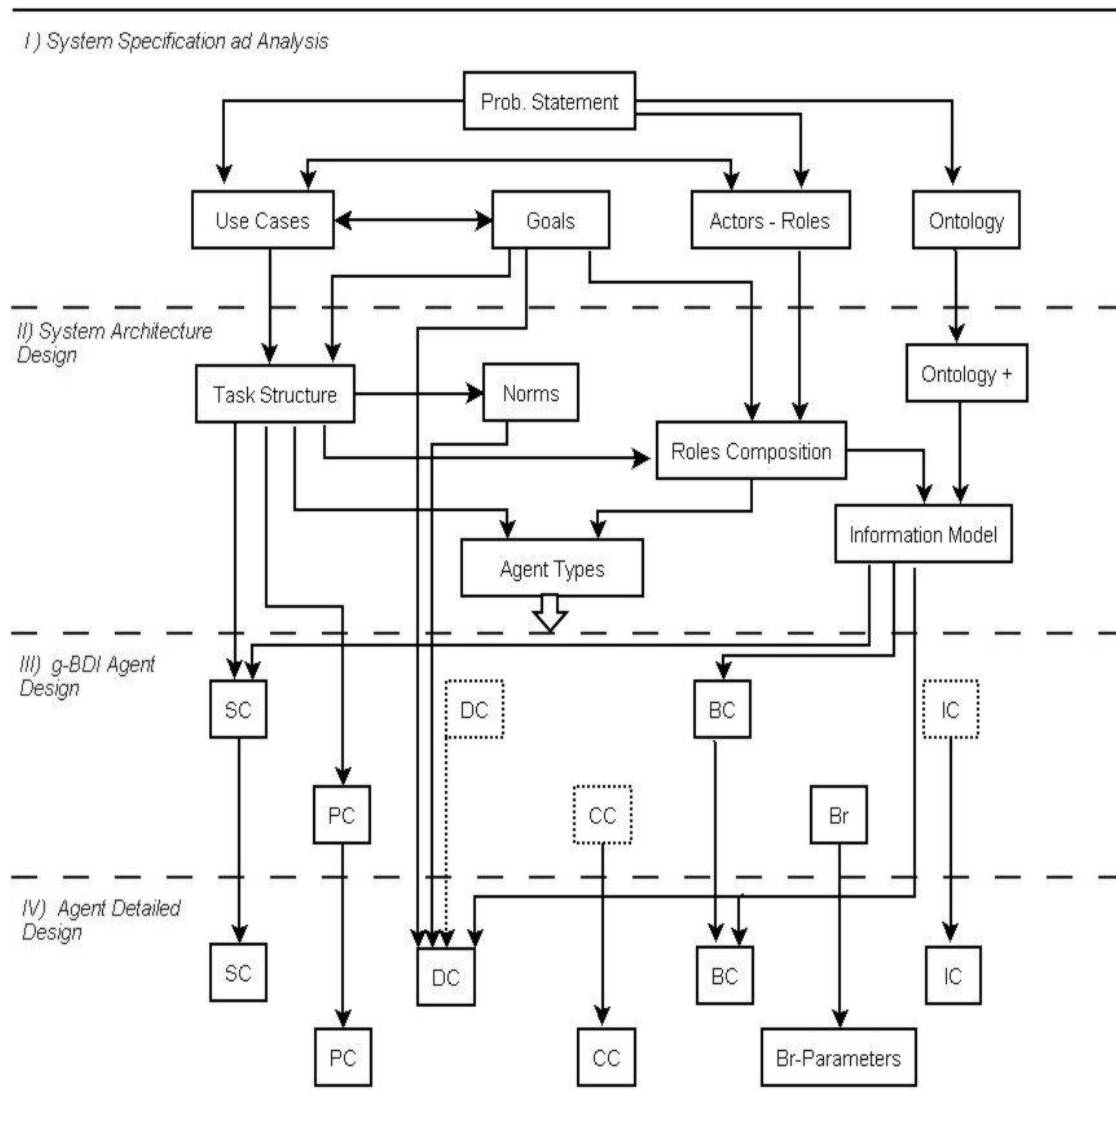 I ) System Specification ad Analysis
Prob. Statement
Use Cases
Goals
Actors - Roles
Ontology
II) System Architecture
Design
Ontology +
Task Structure
Norms
Roles Composition
Information Model
Agent Types
III) g-BDI Agent
Design
SC
DC
BC
IC
PC
CC
Br
IV) Agent Detailed
Design
SC
DC
BC
IC
PC
CC
Br-Parameters